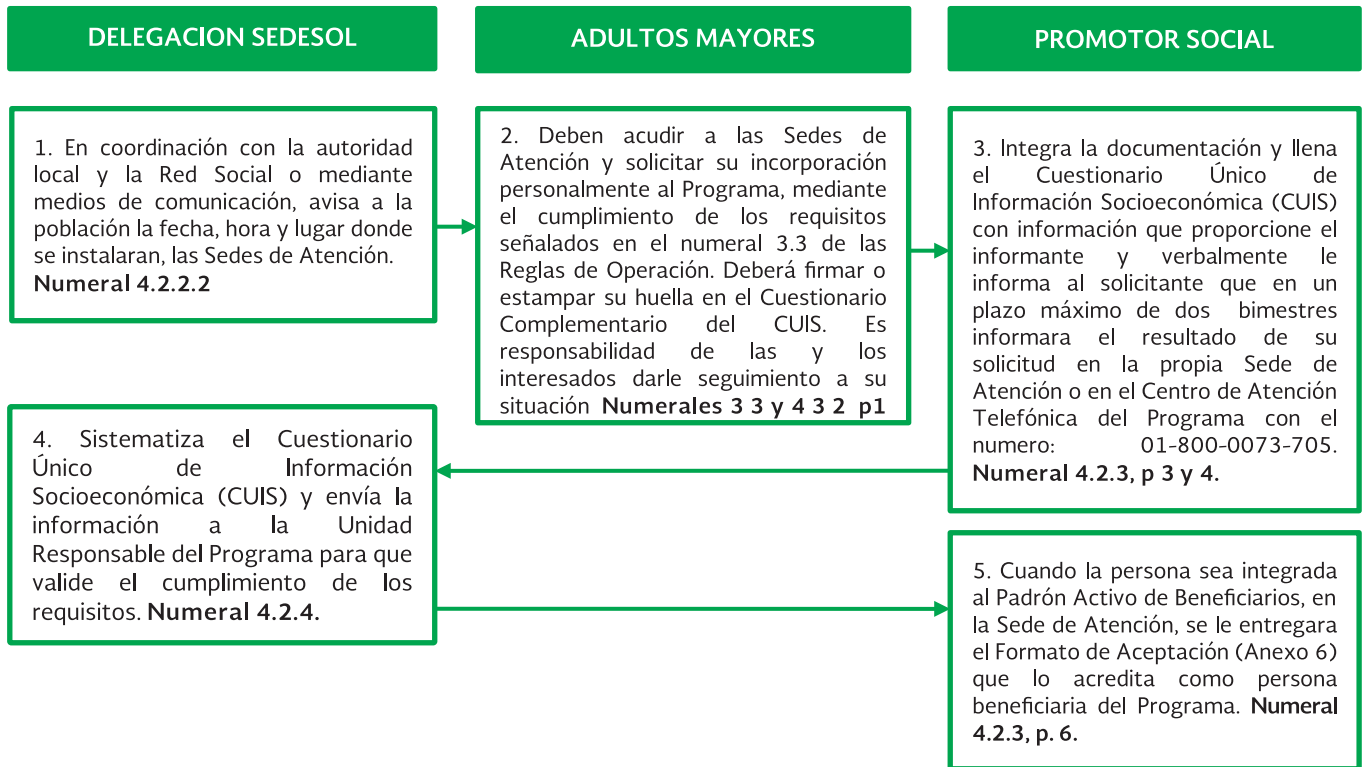 DELEGACION SEDESOL
ADULTOS MAYORES
PROMOTOR SOCIAL
1. En coordinación con la autoridad
local y la Red Social o mediante
medios de comunicación, avisa a la
población la fecha, hora y lugar donde
se instalaran, las Sedes de Atención.
Numeral 4.2.2.2
2. Deben acudir a las Sedes de
Atención y solicitar su incorporación
personalmente al Programa, mediante
el cumplimiento de los requisitos
señalados en el numeral 3.3 de las
Reglas de Operación. Deberá firmar o
estampar su huella en el Cuestionario
Complementario del CUIS. Es
responsabilidad de las y los
interesados darle seguimiento a su
situación Numerales 3 3 y 4 3 2 p1
3. Integra la documentación y llena
el Cuestionario Único de
Información Socioeconómica (CUIS)
con información que proporcione el
informante y verbalmente le
informa al solicitante que en un
plazo máximo de dos bimestres
informara el resultado de su
solicitud en la propia Sede de
Atención o en el Centro de Atención
Telefónica del Programa con el
numero: 01-800-0073-705.
Numeral 4.2.3, p 3 y 4.
4. Sistematiza el Cuestionario
Único de Información
Socioeconómica (CUIS) y envía la
información a la Unidad
Responsable del Programa para que
valide el cumplimiento de los
requisitos. Numeral 4.2.4.
5. Cuando la persona sea integrada
al Padrón Activo de Beneficiarios, en
la Sede de Atención, se le entregara
el Formato de Aceptación (Anexo 6)
que lo acredita como persona
beneficiaria del Programa. Numeral
4.2.3, p. 6.